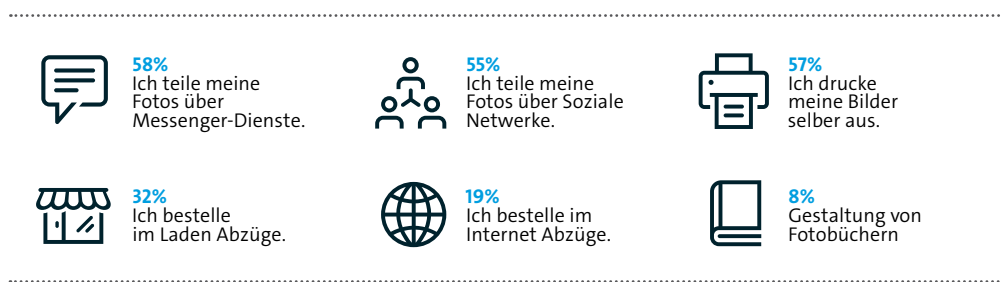 58%
Ich teile meine
Fotos über
Messenger-Dienste.
55%
Ich teile meine
Fotos über Soziale
Netwerke.
57%
Ich drucke
meine Bilder
selber aus.
32%
Ich bestelle
im Laden Abzüge.
19%
Ich bestelle im
Internet Abzüge.
8%
Gestaltung von
Fotobüchern